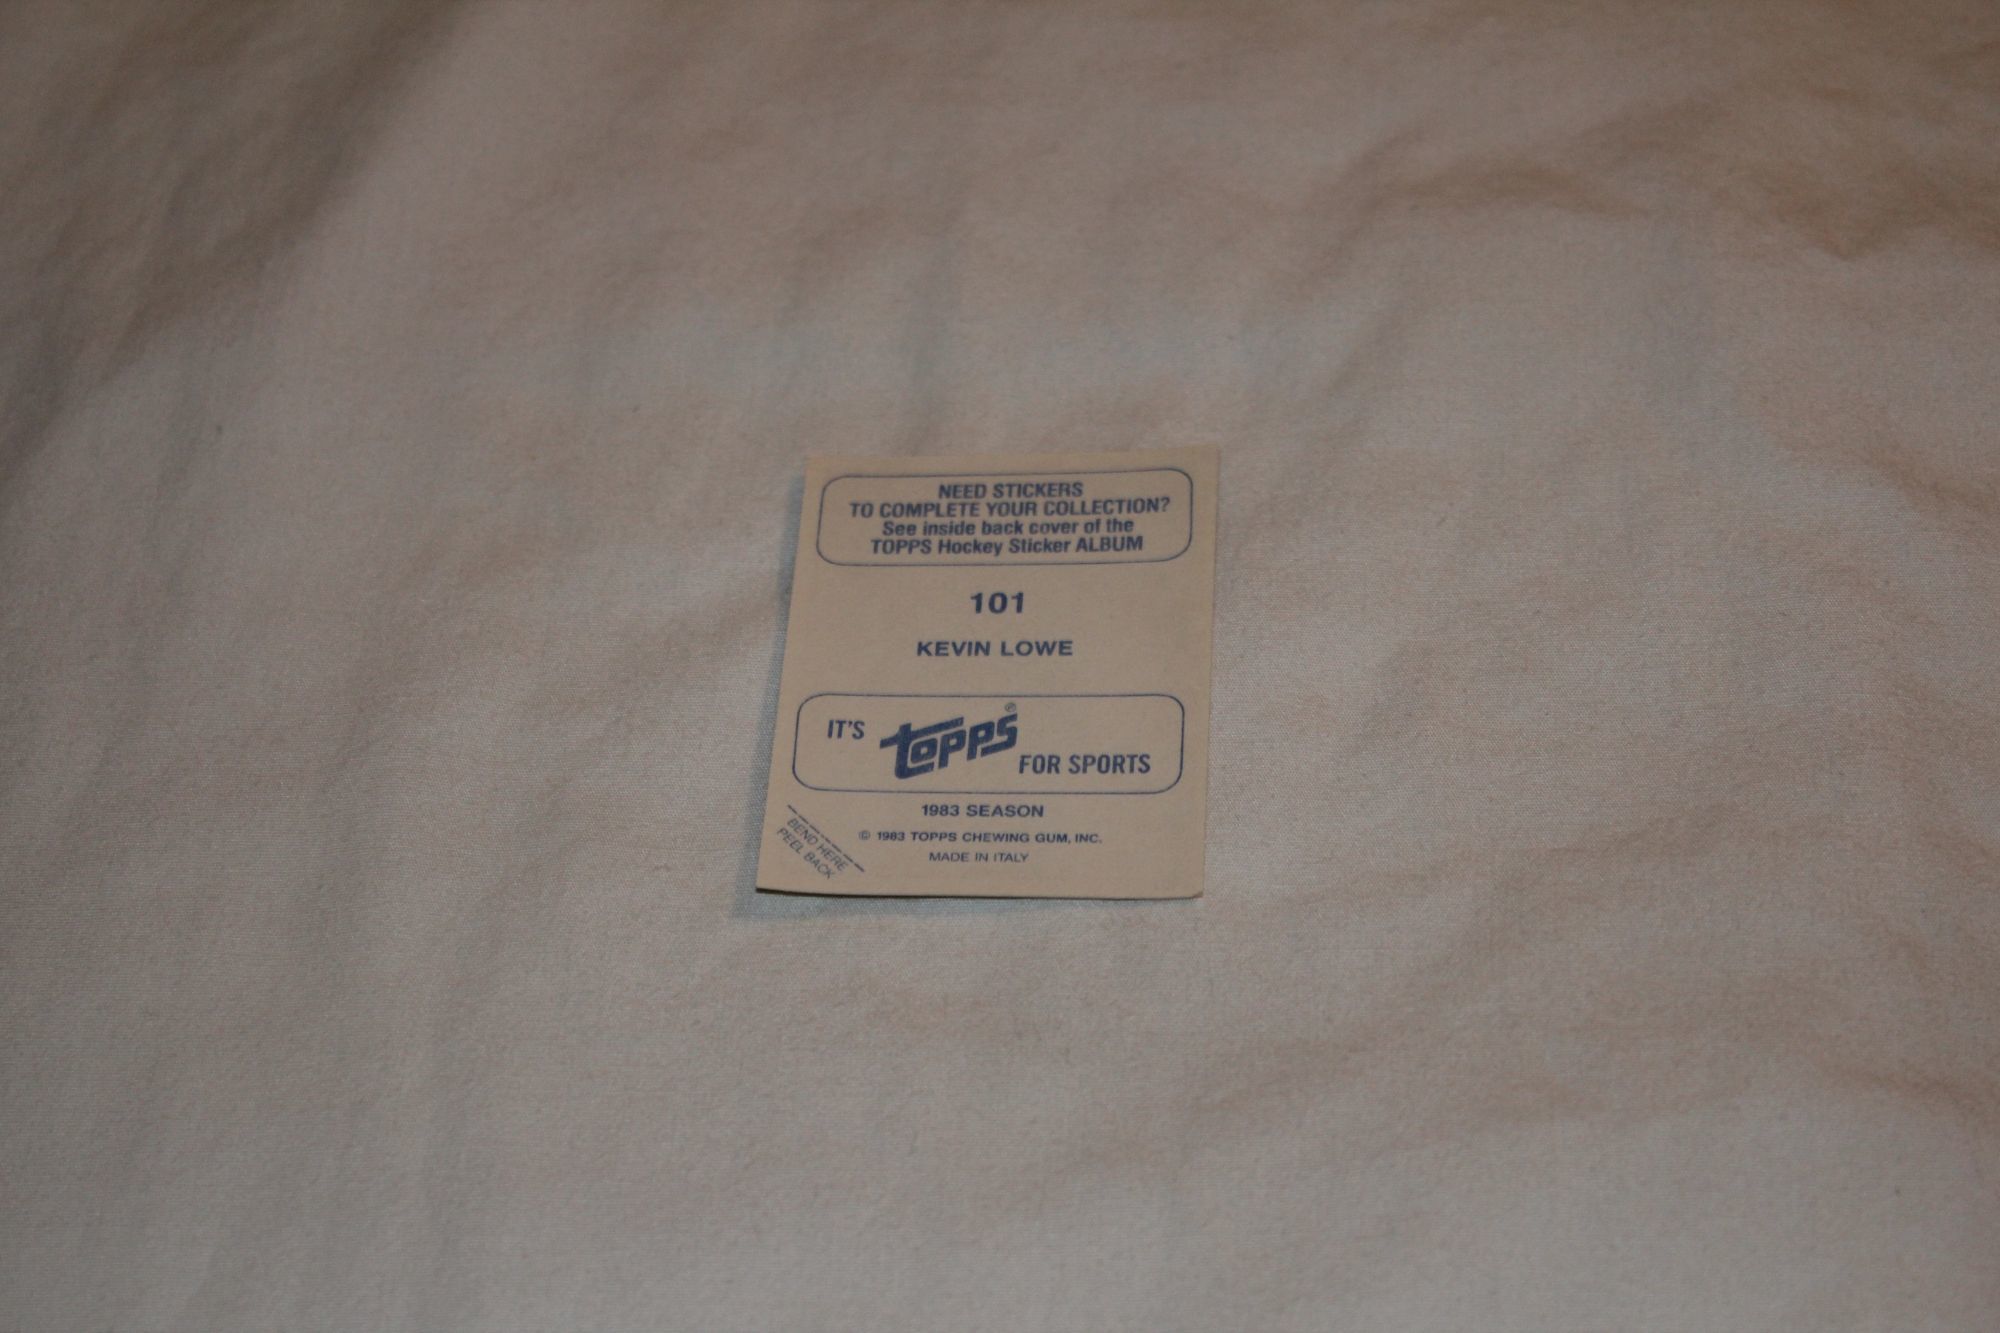 NEED STICKERS
TO COMPLETE YOUR COLLECTION?
See inside back cover of the
TOPPS Hockey Sticker ALBUM
101
KEVIN LOWE
IT'S topps® FOR SPORTS
1983 SEASON
© 1983 TOPPS CHEWING GUM, INC.
MADE IN ITALY
BEND HERE
PEEL BACK